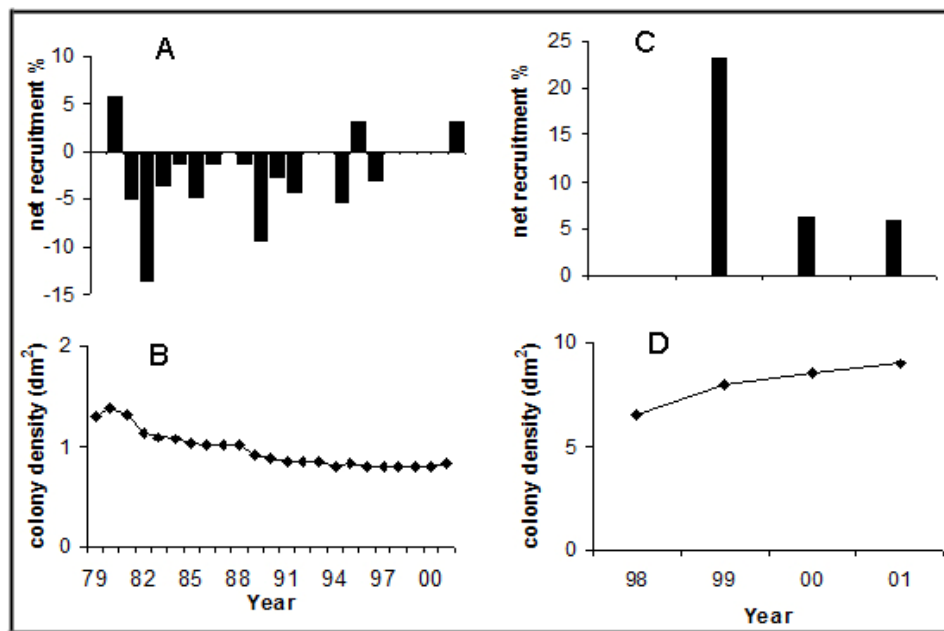 A
net recruitment %
10
5
0
-5
-10
-15
B
colony density (dm²)
2
1
0
79 82 85 88 91 94 97 00
Year
C
net recruitment %
25
20
15
10
5
0
D
colony density (dm²)
10
5
0
98 99 00 01
Year